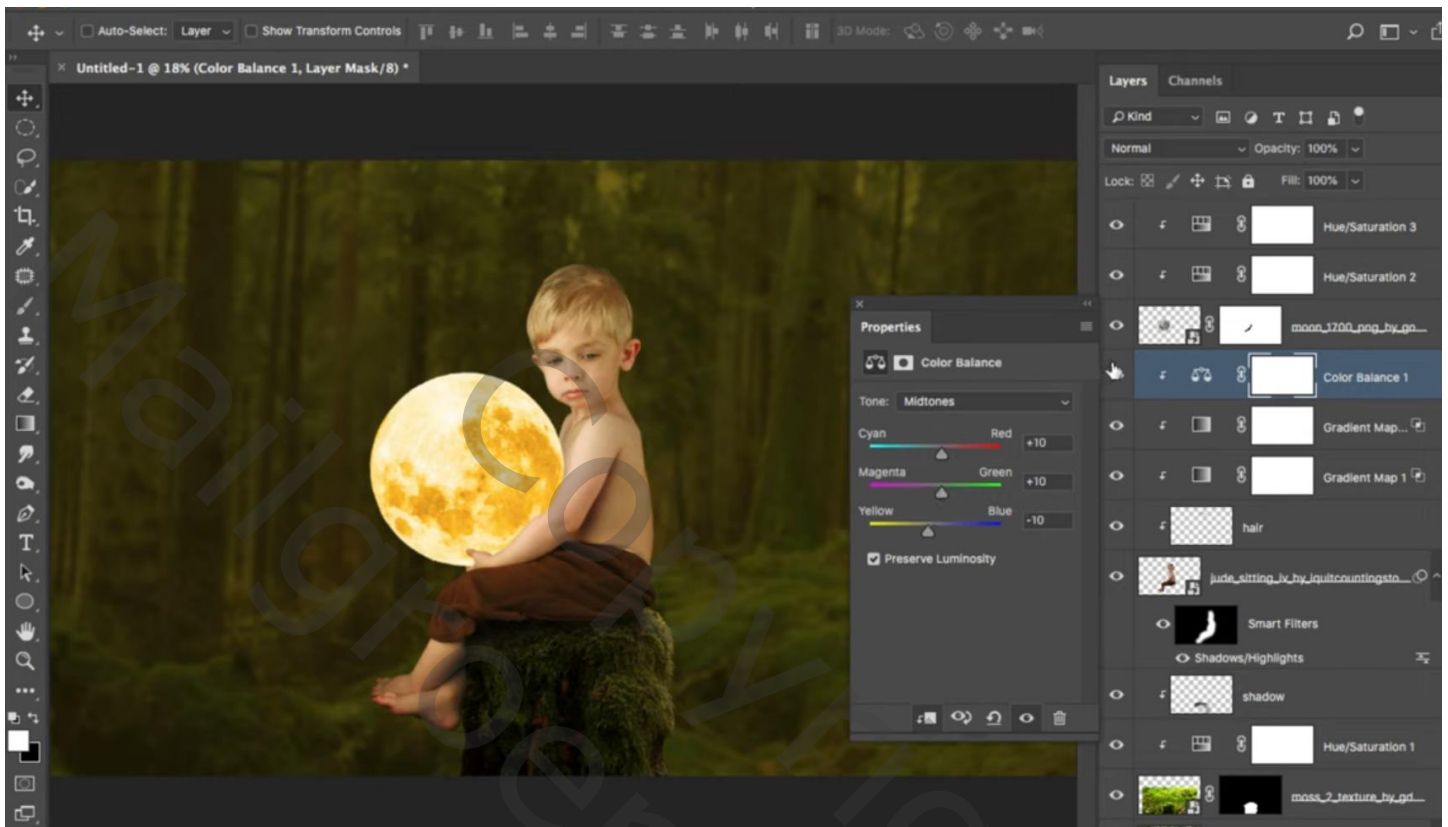 Auto-Select: Layer Show Transform Controls 3D Mode:
Untitled-1 @ 18% (Color Balance 1, Layer Mask/8) *
Layers Channels
Kind
Normal Opacity: 100%
Lock: Fill: 100%
Hue/Saturation 3
Hue/Saturation 2
moon_1700_png_by_go...
Color Balance 1
Gradient Map...
Gradient Map 1
hair
jude_sitting_iv_by_iquitcountingsto...
Smart Filters
Shadows/Highlights
shadow
Hue/Saturation 1
moss_2_texture_by_gd...
Properties
Color Balance
Tone: Midtones
Cyan Red +10
Magenta Green +10
Yellow Blue -10
Preserve Luminosity